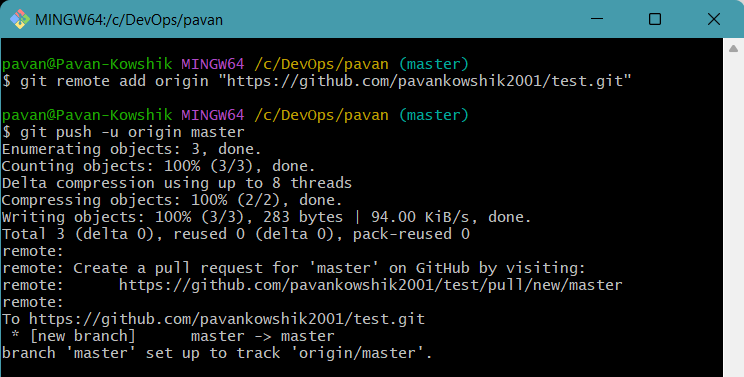 MINGW64:/c/DevOps/pavan
pavan@Pavan-Kowshik MINGW64 /c/DevOps/pavan (master)
$ git remote add origin "https://github.com/pavankowshik2001/test.git"
pavan@Pavan-Kowshik MINGW64 /c/DevOps/pavan (master)
$ git push -u origin master
Enumerating objects: 3, done.
Counting objects: 100% (3/3), done.
Delta compression using up to 8 threads
Compressing objects: 100% (2/2), done.
Writing objects: 100% (3/3), 283 bytes | 94.00 KiB/s, done.
Total 3 (delta 0), reused 0 (delta 0), pack-reused 0
remote:
remote: Create a pull request for 'master' on GitHub by visiting:
remote:      https://github.com/pavankowshik2001/test/pull/new/master
remote:
To https://github.com/pavankowshik2001/test.git
 * [new branch]      master -> master
branch 'master' set up to track 'origin/master'.